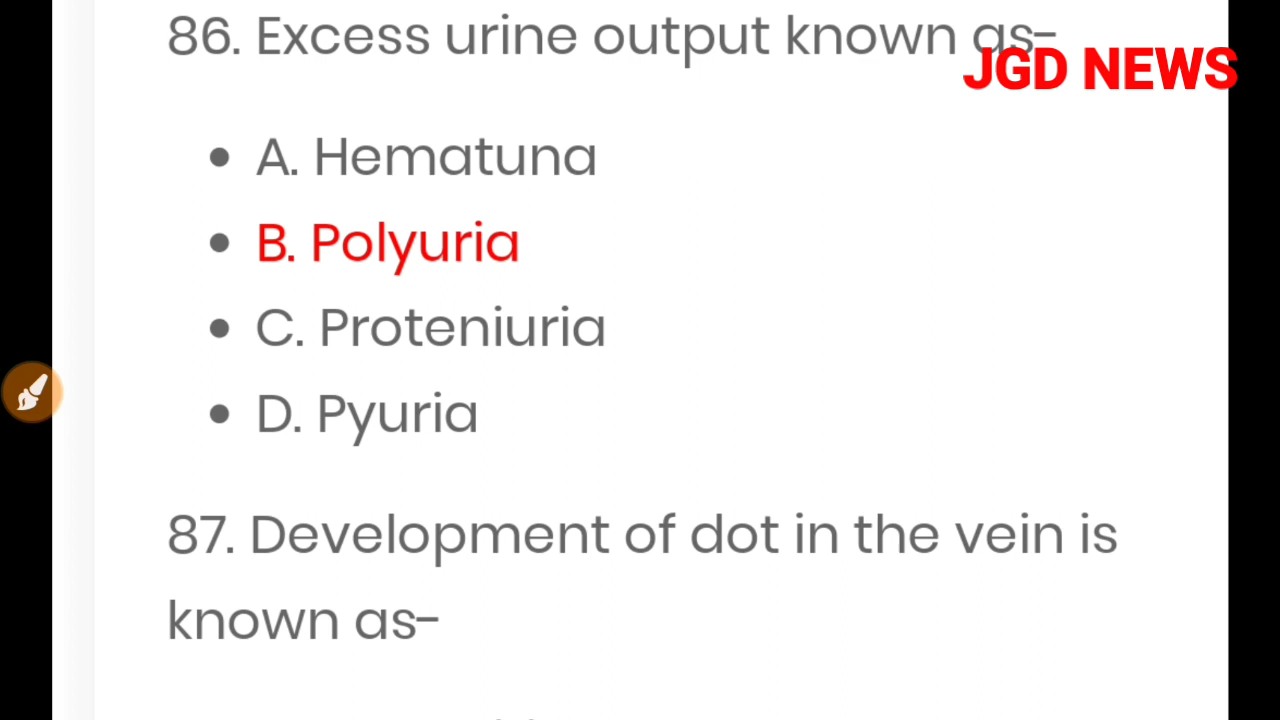 86. Excess urine output known as-
JGD NEWS
A. Hematuna
B. Polyuria
C. Proteniuria
D. Pyuria
87. Development of dot in the vein is
known as-